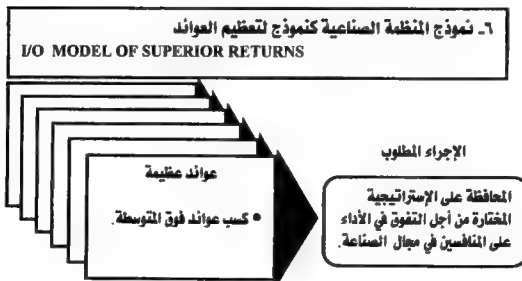 ٦ـ نموذج المنظمة الصناعية كنموذج لتعظيم العوائد
I/O MODEL OF SUPERIOR RETURNS
الإجراء المطلوب
عوائد عظيمة
• كسب عوائد فوق المتوسطة.
المحافظة على الإستراتيجية
المختارة من أجل التفوق في الأداء
على المنافسين في مجال الصناعة.